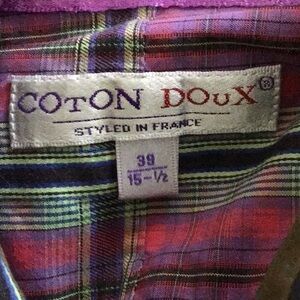 COTON DOUX®
STYLED IN FRANCE
39
15-½